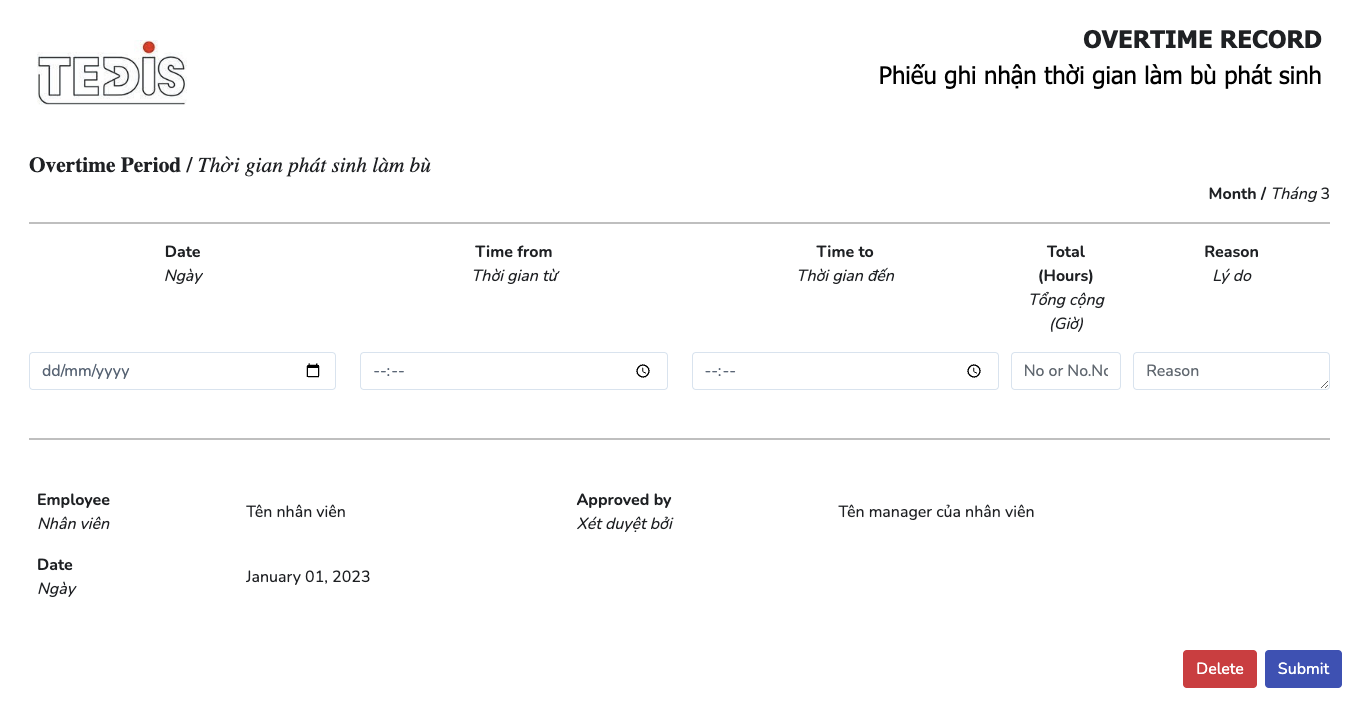 TEDIS
OVERTIME RECORD
Phiếu ghi nhận thời gian làm bù phát sinh
Overtime Period / Thời gian phát sinh làm bù
Month / Tháng 3
Date
Ngày
Time from
Thời gian từ
Time to
Thời gian đến
Total
(Hours)
Tổng cộng
(Giờ)
Reason
Lý do
dd/mm/yyyy
--:--
--:--
No or No.No
Reason
Employee
Nhân viên
Tên nhân viên
Approved by
Xét duyệt bởi
Tên manager của nhân viên
Date
Ngày
January 01, 2023
Delete
Submit